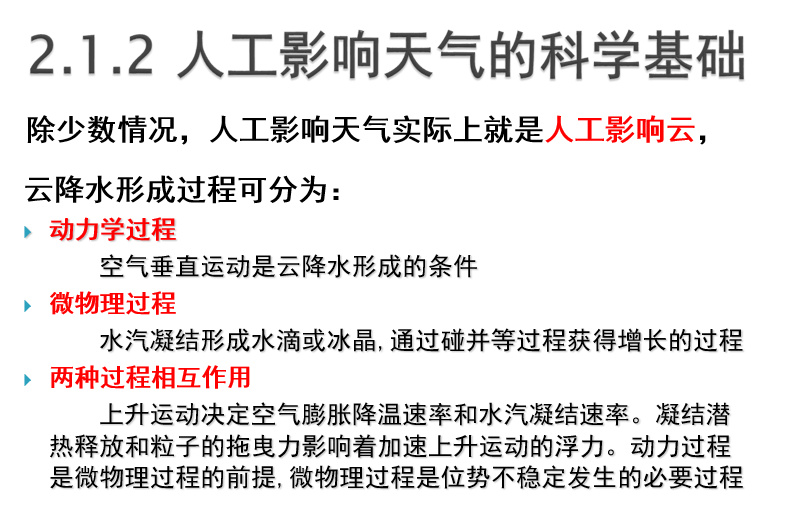 2.1.2 人工影响天气的科学基础
除少数情况，人工影响天气实际上就是人工影响云，
云降水形成过程可分为：
动力学过程
空气垂直运动是云降水形成的条件
微物理过程
水汽凝结形成水滴或冰晶,通过碰并等过程获得增长的过程
两种过程相互作用
上升运动决定空气膨胀降温速率和水汽凝结速率。凝结潜
热释放和粒子的拖曳力影响着加速上升运动的浮力。动力过程
是微物理过程的前提,微物理过程是位势不稳定发生的必要过程